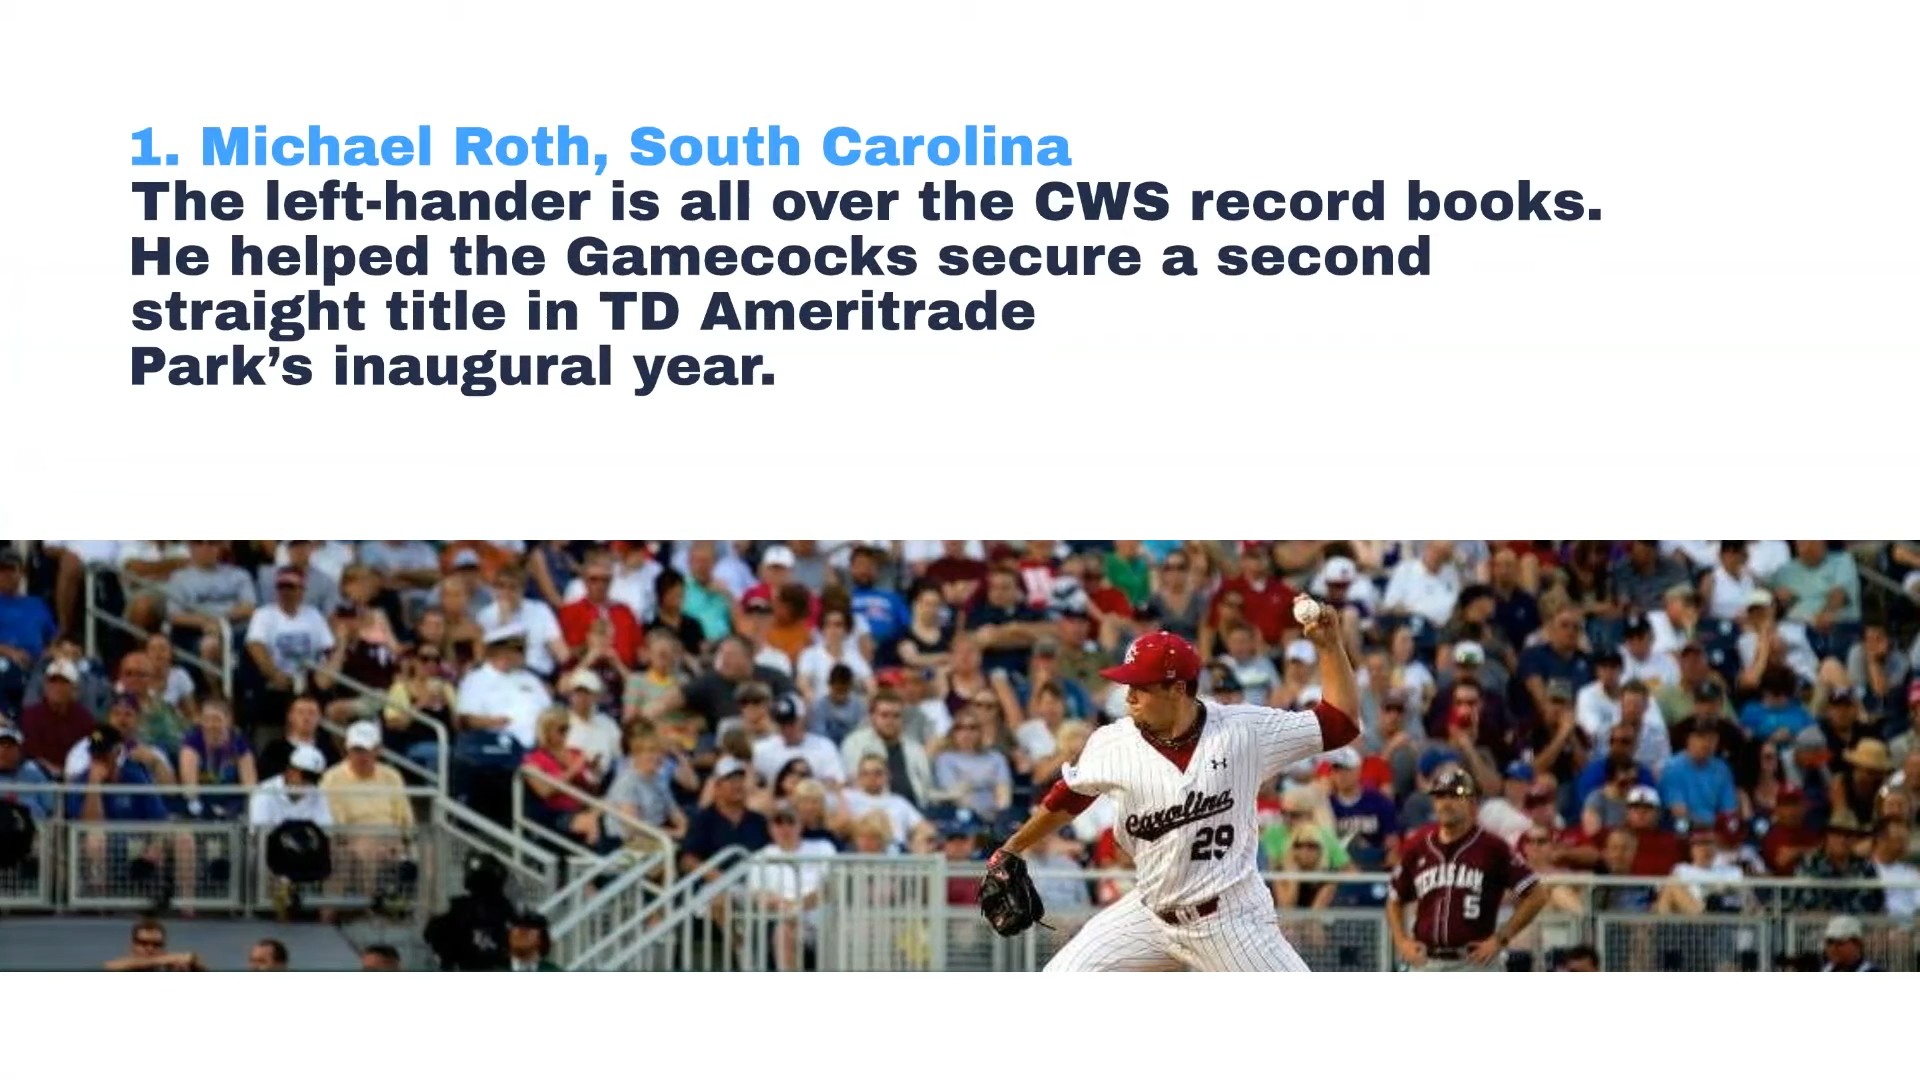 1. Michael Roth, South Carolina
The left-hander is all over the CWS record books.
He helped the Gamecocks secure a second
straight title in TD Ameritrade
Park’s inaugural year.
Carolina
29
TEXAS A&M
5